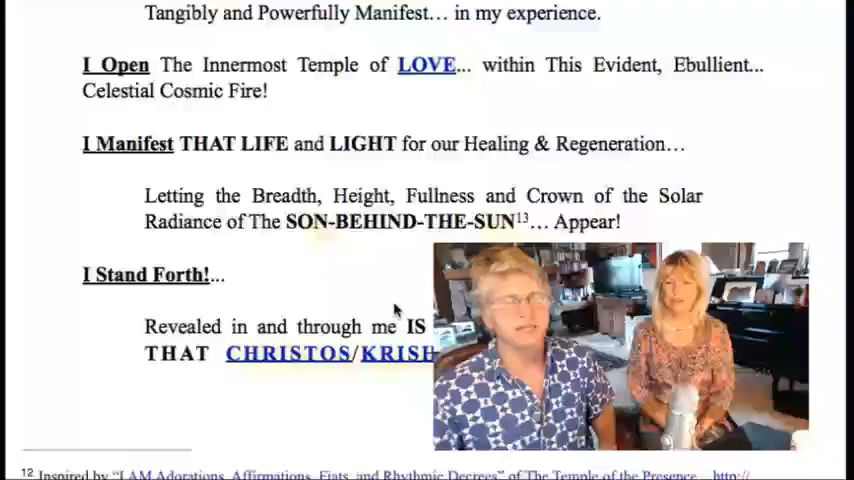 Tangibly and Powerfully Manifest… in my experience.
I Open The Innermost Temple of LOVE... within This Evident, Ebullient...
Celestial Cosmic Fire!
I Manifest THAT LIFE and LIGHT for our Healing & Regeneration…
Letting the Breadth, Height, Fullness and Crown of the Solar
Radiance of The SON-BEHIND-THE-SUN13… Appear!
I Stand Forth!...
Revealed in and through me IS
THAT CHRISTOS/KRISH
12 Inspired by “I AM Adorations, Affirmations, Fiats, and Rhythmic Decrees” of The Temple of the Presence – http://